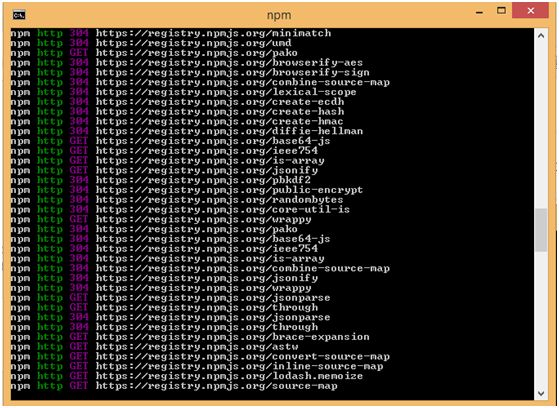 npm
npm http 304 https://registry.npmjs.org/minimatch
npm http 304 https://registry.npmjs.org/umd
npm http GET https://registry.npmjs.org/pako
npm http 304 https://registry.npmjs.org/browserify-aes
npm http 304 https://registry.npmjs.org/browserify-sign
npm http 304 https://registry.npmjs.org/combine-source-map
npm http 304 https://registry.npmjs.org/lexical-scope
npm http 304 https://registry.npmjs.org/create-ecdh
npm http 304 https://registry.npmjs.org/create-hash
npm http 304 https://registry.npmjs.org/create-hmac
npm http 304 https://registry.npmjs.org/diffie-hellman
npm http GET https://registry.npmjs.org/base64-js
npm http GET https://registry.npmjs.org/ieee754
npm http GET https://registry.npmjs.org/is-array
npm http GET https://registry.npmjs.org/jsonify
npm http 304 https://registry.npmjs.org/pbkdf2
npm http 304 https://registry.npmjs.org/public-encrypt
npm http 304 https://registry.npmjs.org/randombytes
npm http 304 https://registry.npmjs.org/core-util-is
npm http GET https://registry.npmjs.org/wrappy
npm http 304 https://registry.npmjs.org/pako
npm http 304 https://registry.npmjs.org/base64-js
npm http 304 https://registry.npmjs.org/ieee754
npm http 304 https://registry.npmjs.org/is-array
npm http GET https://registry.npmjs.org/combine-source-map
npm http 304 https://registry.npmjs.org/jsonify
npm http 304 https://registry.npmjs.org/wrappy
npm http GET https://registry.npmjs.org/jsonparse
npm http GET https://registry.npmjs.org/through
npm http 304 https://registry.npmjs.org/jsonparse
npm http 304 https://registry.npmjs.org/through
npm http GET https://registry.npmjs.org/brace-expansion
npm http GET https://registry.npmjs.org/astw
npm http GET https://registry.npmjs.org/convert-source-map
npm http GET https://registry.npmjs.org/inline-source-map
npm http GET https://registry.npmjs.org/lodash.memoize
npm http GET https://registry.npmjs.org/source-map